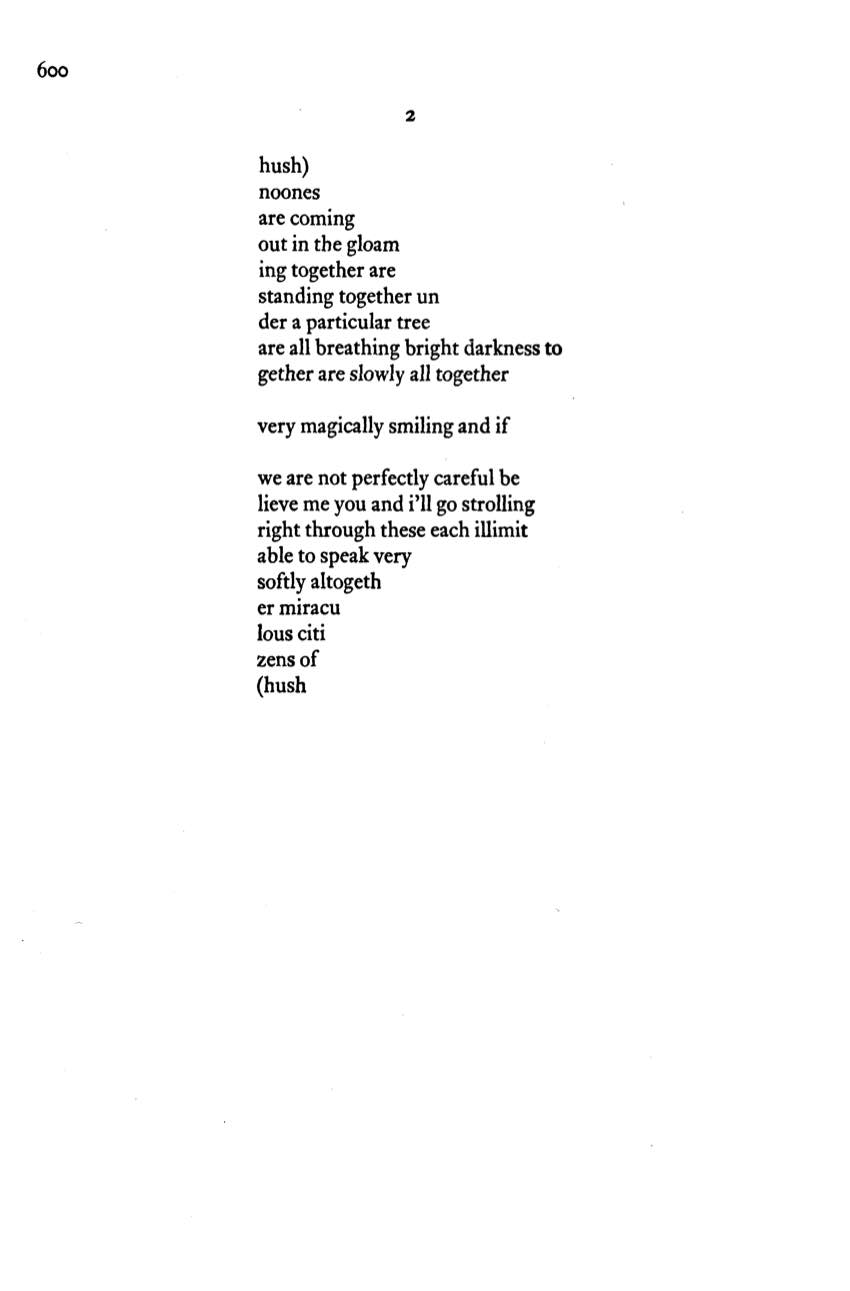 600
2
hush)
noones
are coming
out in the gloam
ing together are
standing together un
der a particular tree
are all breathing bright darkness to
gether are slowly all together
very magically smiling and if
we are not perfectly careful be
lieve me you and i’ll go strolling
right through these each illimit
able to speak very
softly altogeth
er miracu
lous citi
zens of
(hush